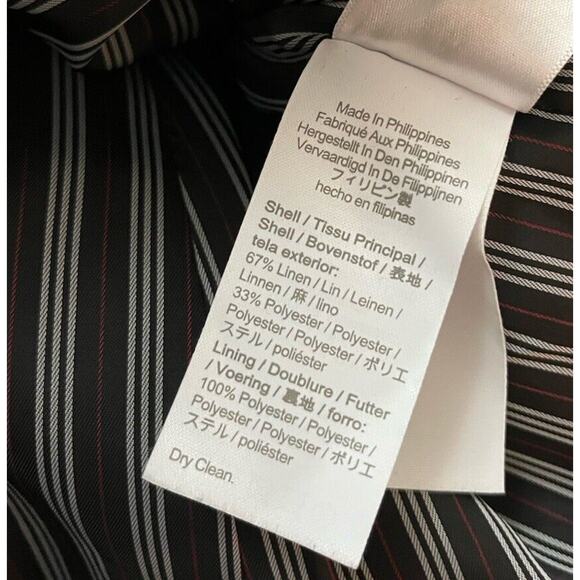 Made In Philippines
Fabriqué Aux Philippines
Hergestellt In Den Philippinen
Vervaardigd In De Filippijnen
フィリピン製
hecho en filipinas
Shell / Tissu Principal /
Shell / Bovenstof / 表地 /
tela exterior:
67% Linen / Lin / Leinen /
Linnen / 麻 / lino
33% Polyester / Polyester /
Polyester / Polyester / ポリエ
ステル / poliéster
Lining / Doublure / Futter
/ Voering / 裏地 / forro:
100% Polyester / Polyester /
Polyester / Polyester / ポリエ
ステル / poliéster
Dry Clean.